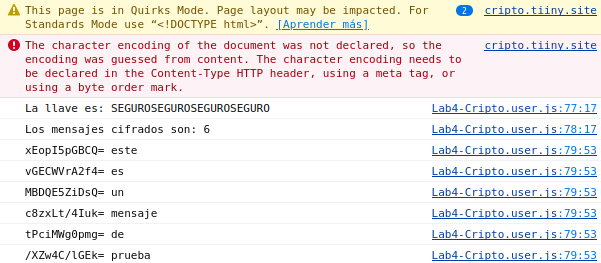 This page is in Quirks Mode. Page layout may be impacted. For 2 cripto.tiiny.site
Standards Mode use “<!DOCTYPE html>”. [Aprender más]
The character encoding of the document was not declared, so the cripto.tiiny.site
encoding was guessed from content. The character encoding needs to
be declared in the Content-Type HTTP header, using a meta tag, or
using a byte order mark.
La llave es: SEGUROSEGUROSEGUROSEGURO Lab4-Cripto.user.js:77:17
Los mensajes cifrados son: 6 Lab4-Cripto.user.js:78:17
xEopI5pGBCQ= este Lab4-Cripto.user.js:79:53
vGECWVrA2f4= es Lab4-Cripto.user.js:79:53
MBDQE5ZiDsQ= un Lab4-Cripto.user.js:79:53
c8zxLt/4Iuk= mensaje Lab4-Cripto.user.js:79:53
tPciMWg0pmg= de Lab4-Cripto.user.js:79:53
/XZw4C/lGEk= prueba Lab4-Cripto.user.js:79:53